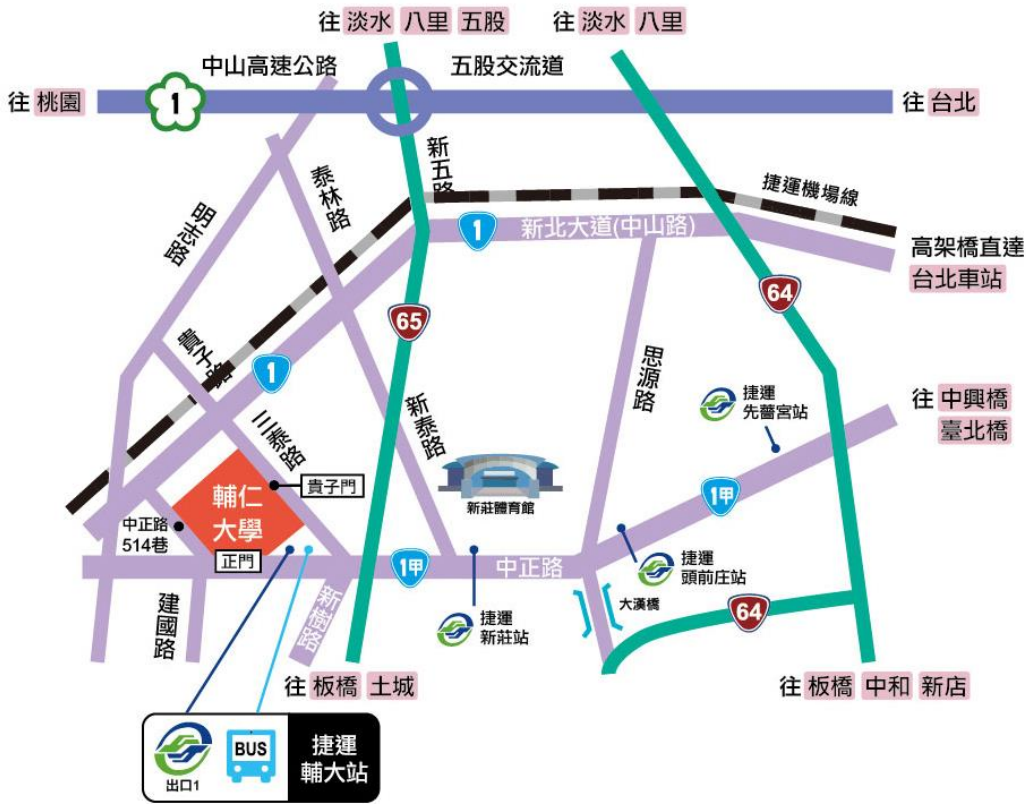 往 淡水 八里 五股
往 淡水 八里
中山高速公路
五股交流道
往 桃園
1
往 台北
新五路
泰林路
明志路
捷運機場線
1
新北大道(中山路)
高架橋直達
台北車站
65
64
貴子路
1
思源路
新泰路
三泰路
捷運
先嗇宮站
往 中興橋
臺北橋
輔仁
大學
貴子門
新莊體育館
1甲
中正路
514巷
正門
1甲
中正路
捷運
頭前庄站
建國路
新樹路
捷運
新莊站
大漢橋
64
往 板橋 土城
往 板橋 中和 新店
BUS
出口1
捷運
輔大站